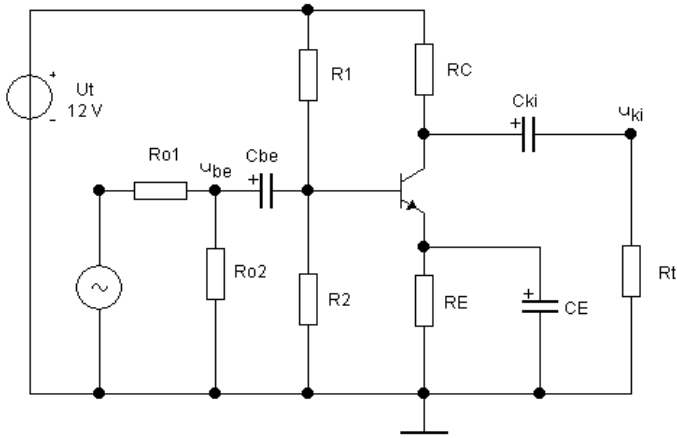 R1
RC
Ut
12 V
+
-
Cki
+
uki
Ro1
ube
Cbe
+
Ro2
R2
RE
+
CE
Rt
~